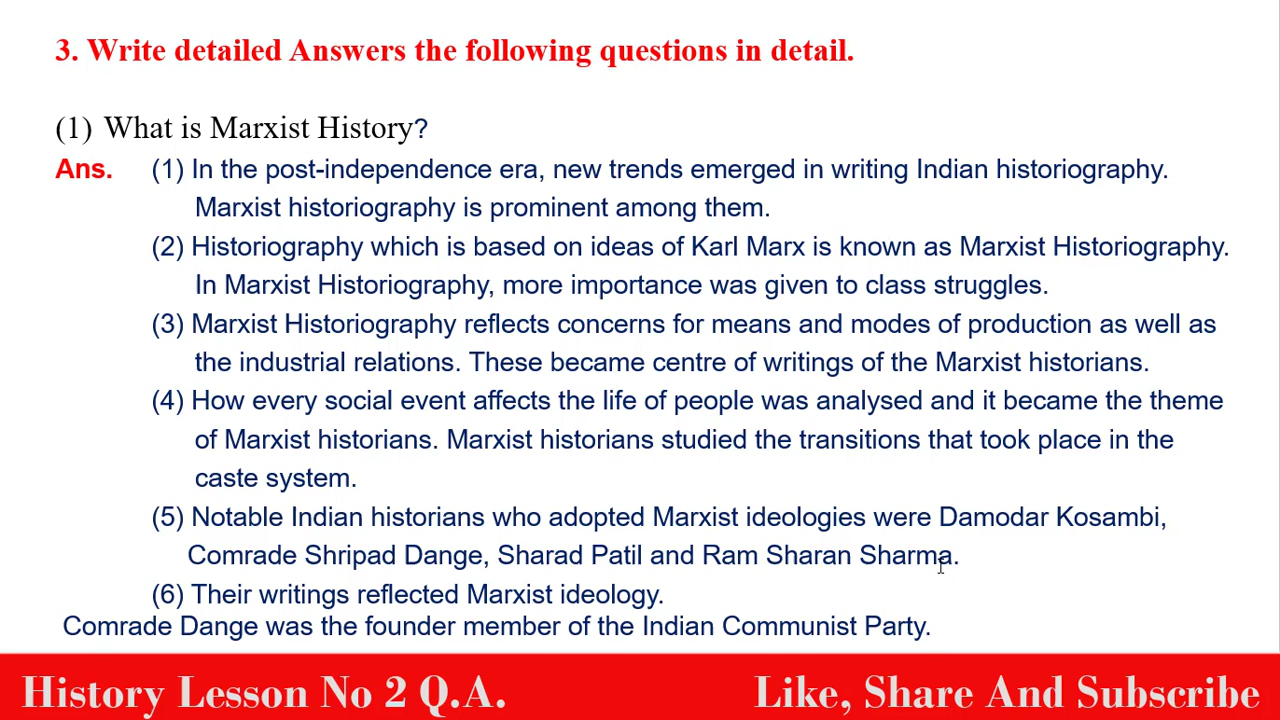 3. Write detailed Answers the following questions in detail.
(1) What is Marxist History?
Ans. (1) In the post-independence era, new trends emerged in writing Indian historiography.
Marxist historiography is prominent among them.
(2) Historiography which is based on ideas of Karl Marx is known as Marxist Historiography.
In Marxist Historiography, more importance was given to class struggles.
(3) Marxist Historiography reflects concerns for means and modes of production as well as
the industrial relations. These became centre of writings of the Marxist historians.
(4) How every social event affects the life of people was analysed and it became the theme
of Marxist historians. Marxist historians studied the transitions that took place in the
caste system.
(5) Notable Indian historians who adopted Marxist ideologies were Damodar Kosambi,
Comrade Shripad Dange, Sharad Patil and Ram Sharan Sharma.
(6) Their writings reflected Marxist ideology.
Comrade Dange was the founder member of the Indian Communist Party.
History Lesson No 2 Q.A. Like, Share And Subscribe